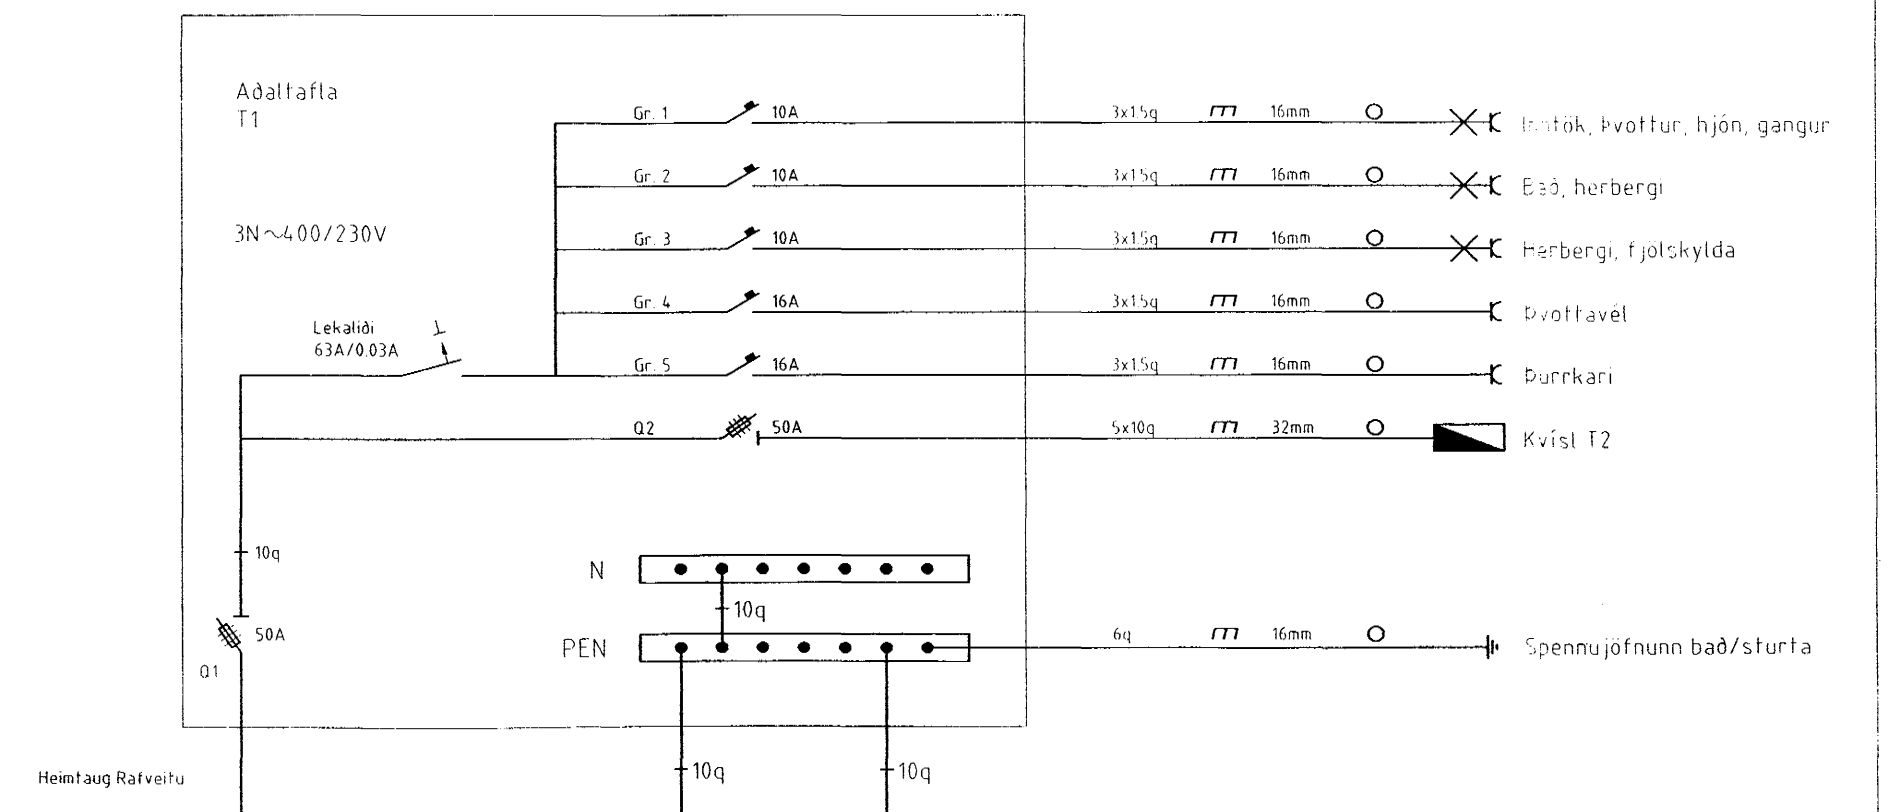 Aðaltafla
T1
3N~400/230V
Lekaliði
63A/0.03A
Gr. 1 10A 3x1.5q 16mm Inntök, Þvottur, hjón, gangur
Gr. 2 10A 3x1.5q 16mm Bað, herbergi
Gr. 3 10A 3x1.5q 16mm Herbergi, fjölskylda
Gr. 4 16A 3x1.5q 16mm Þvottavél
Gr. 5 16A 3x1.5q 16mm Þurrkari
Q2 50A 5x10q 32mm Kvísl T2
10q
N
10q
50A
Q1
PEN 6q 16mm Spennujöfnunn bað/sturta
10q
10q
Heimtaug Rafveitu